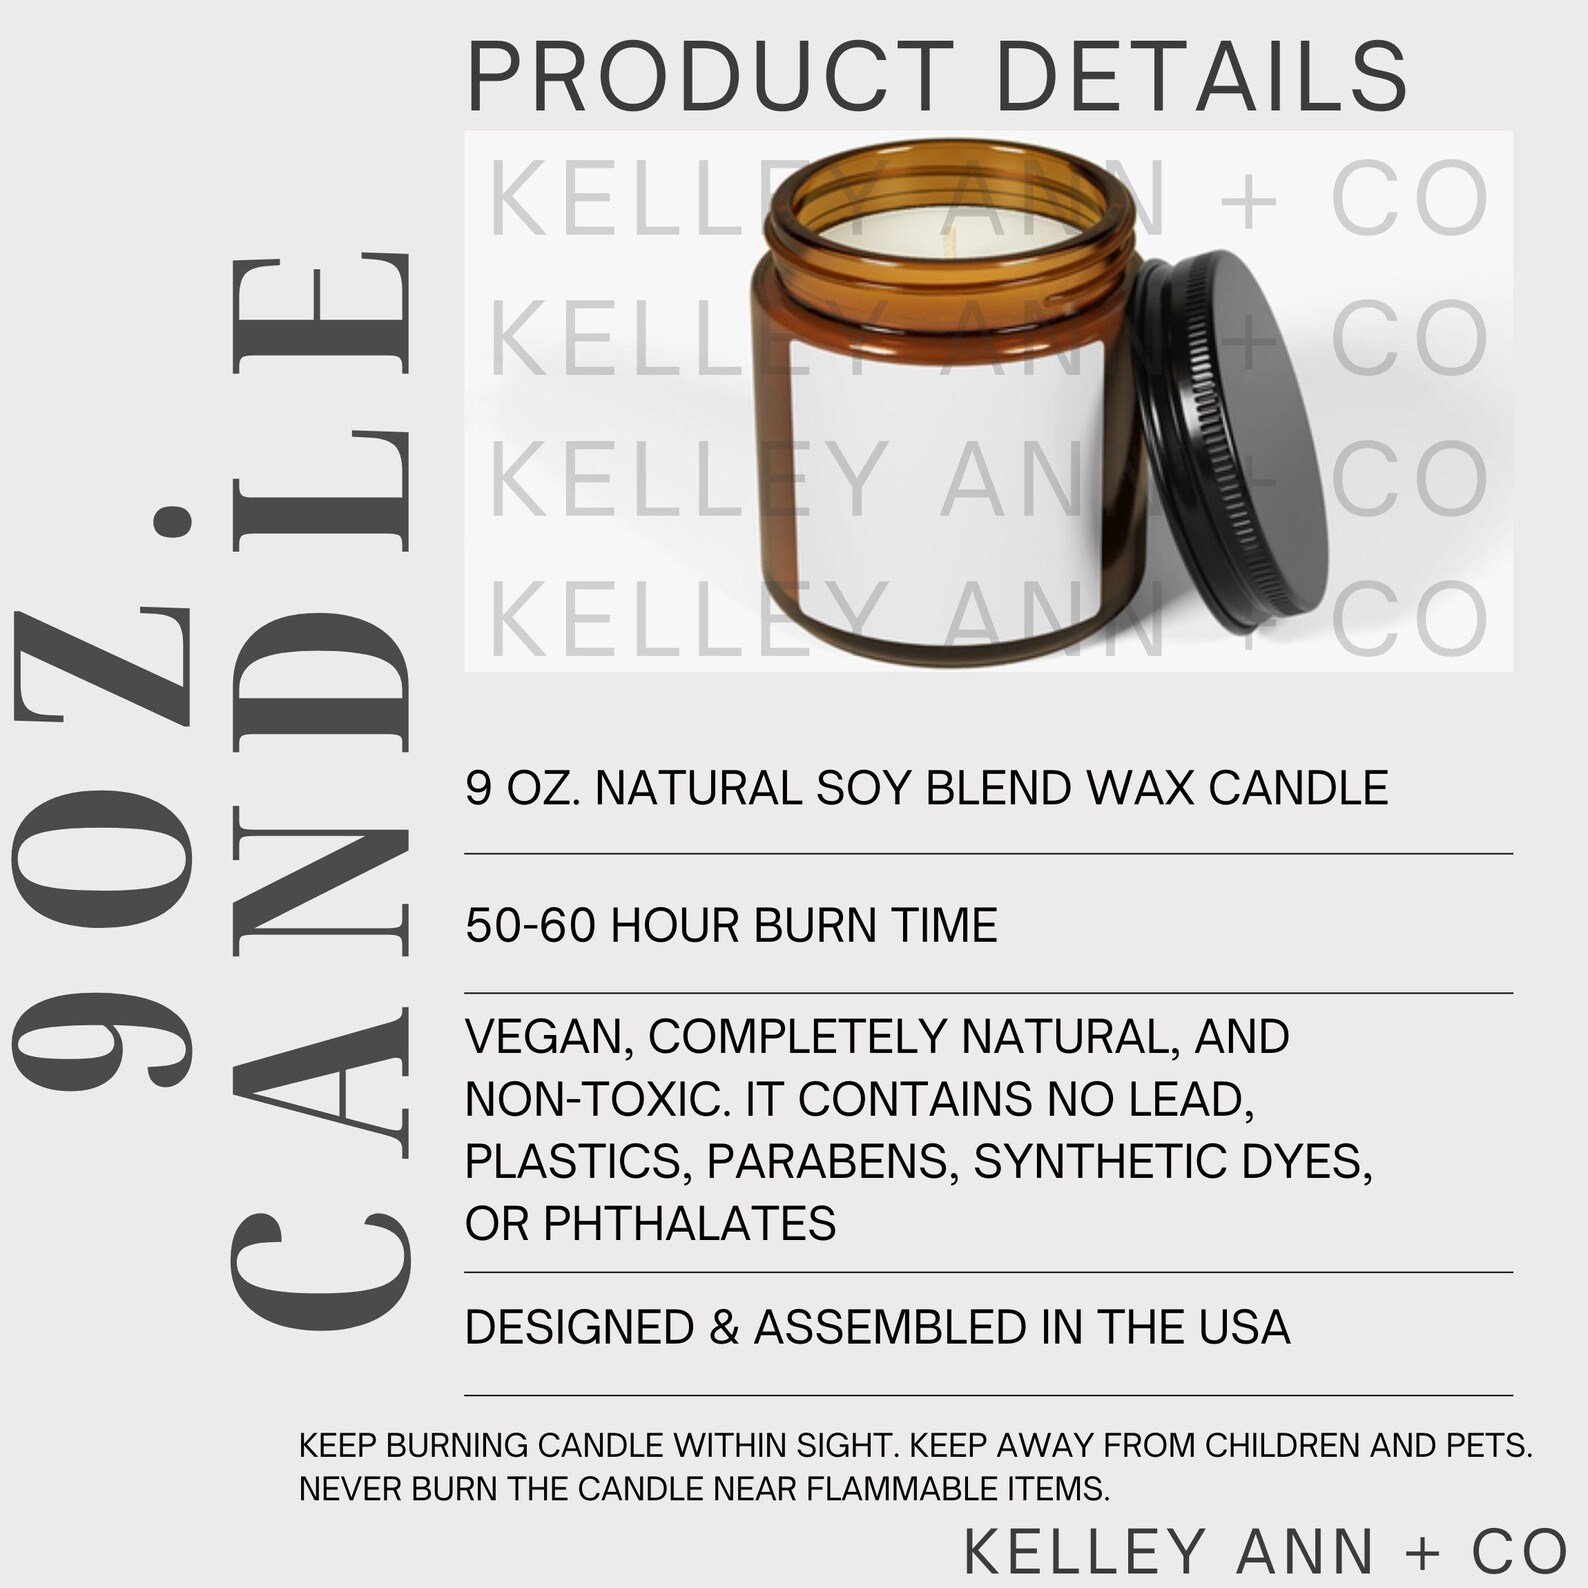 PRODUCT DETAILS
KELLEY ANN + CO
KELLEY ANN + CO
KELLEY ANN + CO
KELLEY ANN + CO
9 OZ.
CANDLE
9 OZ. NATURAL SOY BLEND WAX CANDLE
50-60 HOUR BURN TIME
VEGAN, COMPLETELY NATURAL, AND
NON-TOXIC. IT CONTAINS NO LEAD,
PLASTICS, PARABENS, SYNTHETIC DYES,
OR PHTHALATES
DESIGNED & ASSEMBLED IN THE USA
KEEP BURNING CANDLE WITHIN SIGHT. KEEP AWAY FROM CHILDREN AND PETS.
NEVER BURN THE CANDLE NEAR FLAMMABLE ITEMS.
KELLEY ANN + CO